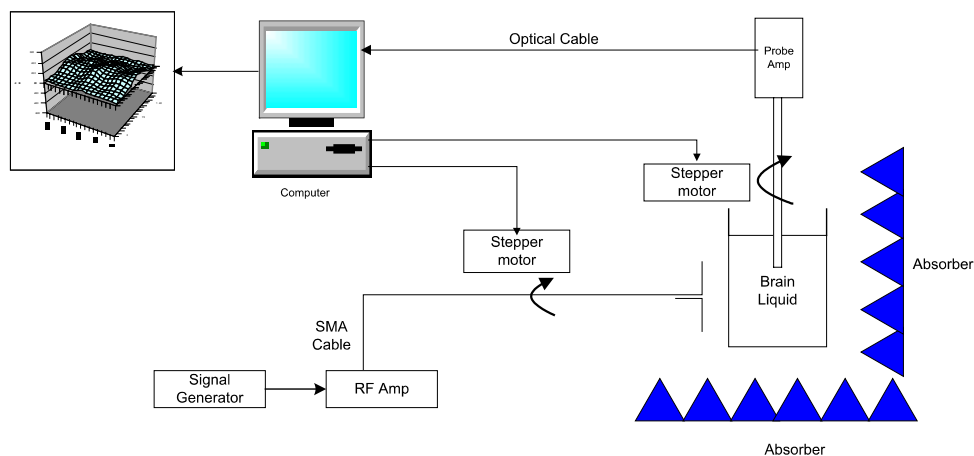 Optical Cable
Probe
Amp
Computer
Stepper
motor
Stepper
motor
Brain
Liquid
Absorber
SMA
Cable
Signal
Generator
RF Amp
Absorber